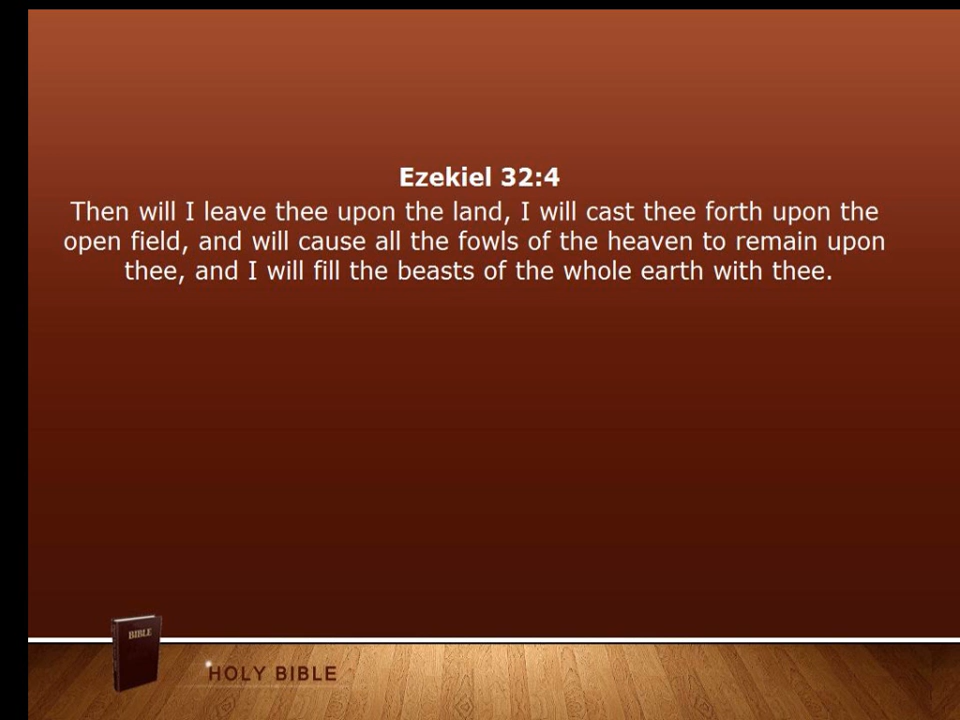 Ezekiel 32:4
Then will I leave thee upon the land, I will cast thee forth upon the
open field, and will cause all the fowls of the heaven to remain upon
thee, and I will fill the beasts of the whole earth with thee.
BIBLE
HOLY BIBLE